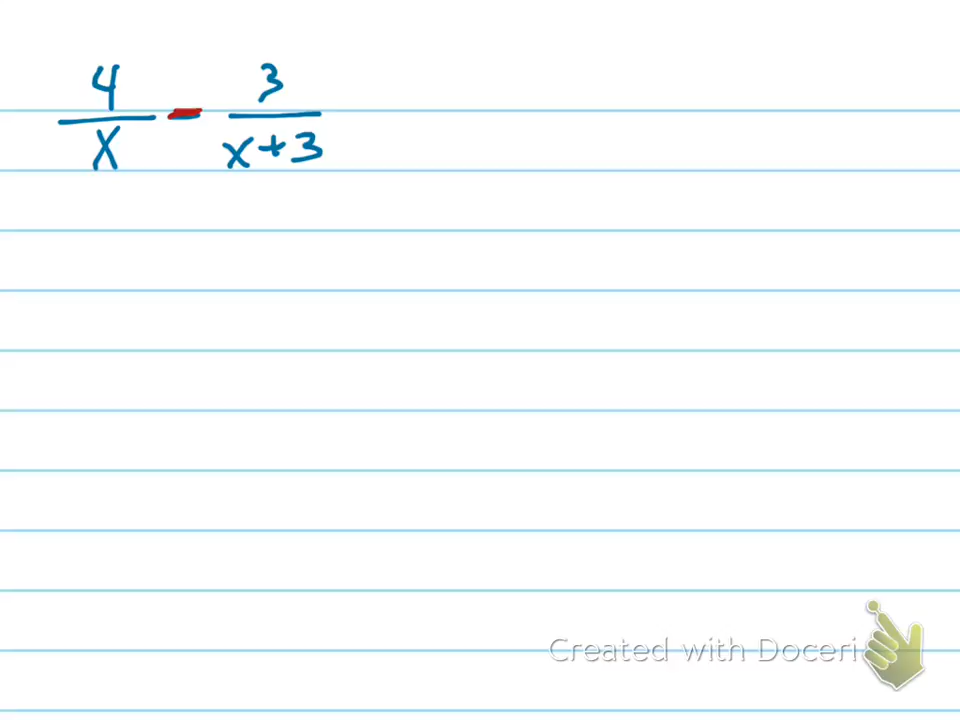 4/x - 3/(x+3)
Created with Doceri